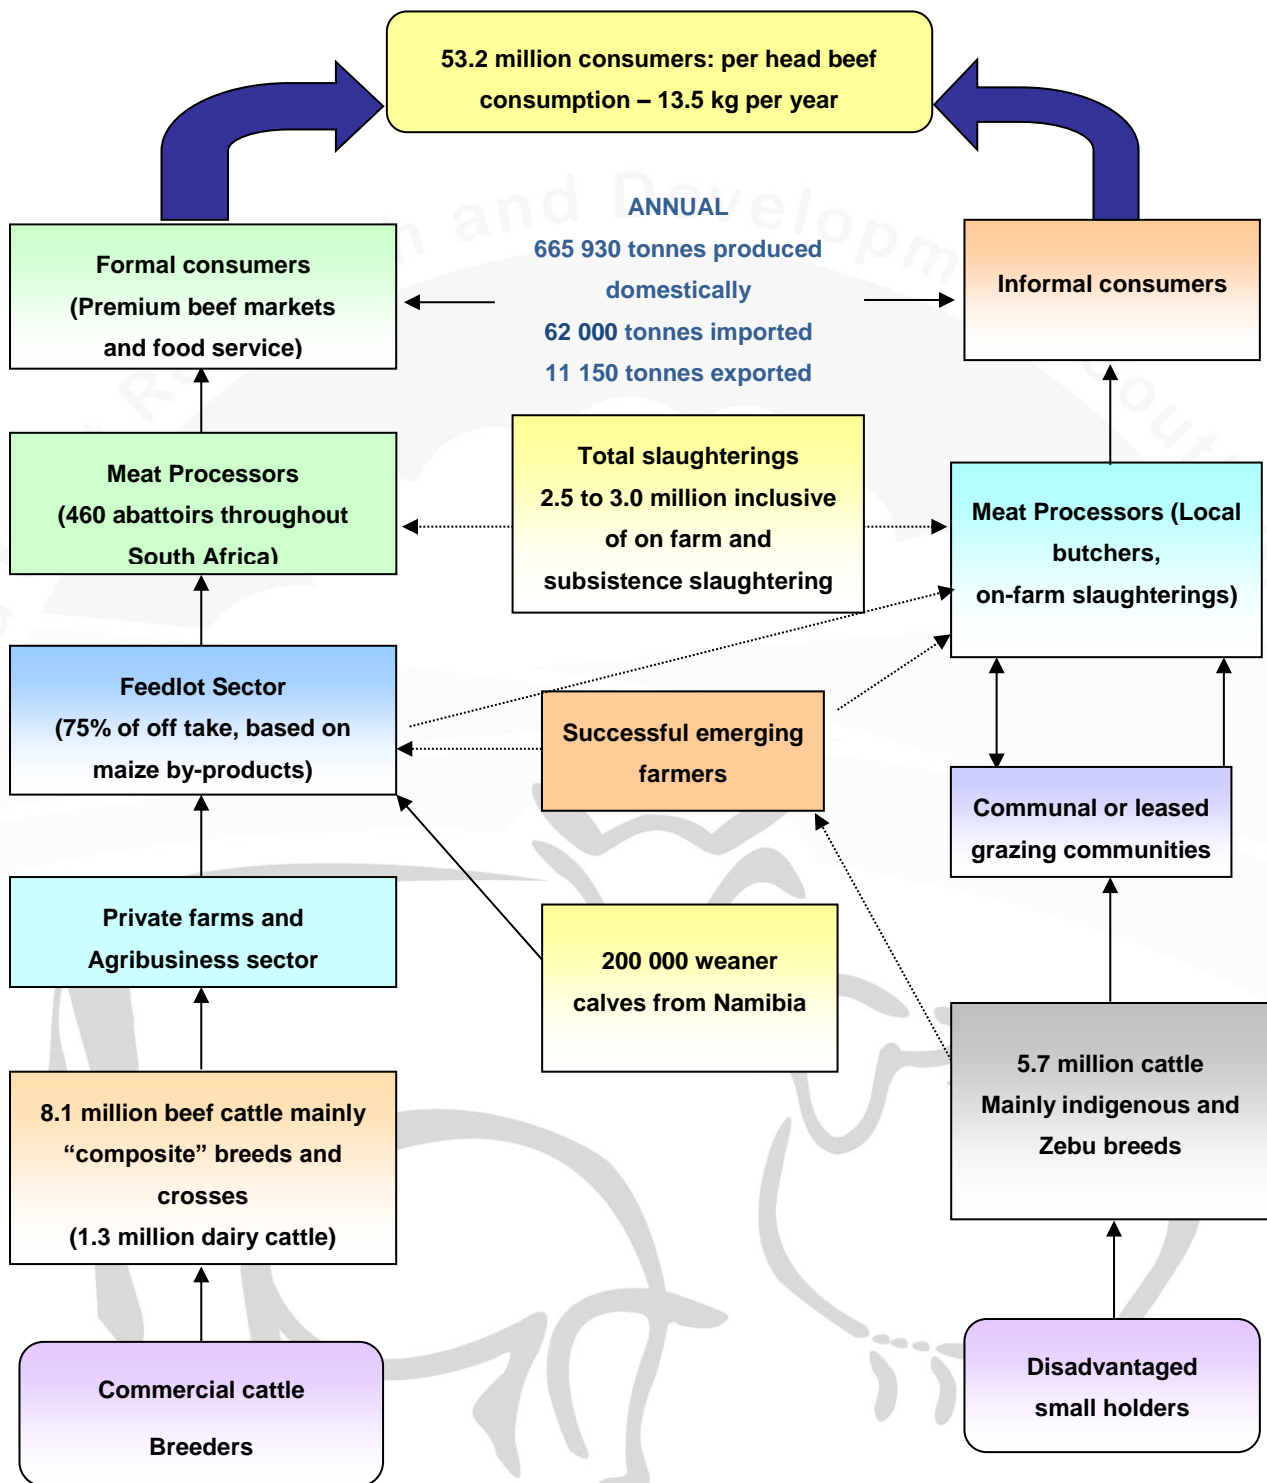 53.2 million consumers: per head beef
consumption – 13.5 kg per year
ANNUAL
665 930 tonnes produced
domestically
62 000 tonnes imported
11 150 tonnes exported
Formal consumers
(Premium beef markets
and food service)
Informal consumers
Meat Processors
(460 abattoirs throughout
South Africa)
Total slaughterings
2.5 to 3.0 million inclusive
of on farm and
subsistence slaughtering
Meat Processors (Local
butchers,
on-farm slaughterings)
Feedlot Sector
(75% of off take, based on
maize by-products)
Successful emerging
farmers
Communal or leased
grazing communities
Private farms and
Agribusiness sector
200 000 weaner
calves from Namibia
8.1 million beef cattle mainly
“composite” breeds and
crosses
(1.3 million dairy cattle)
5.7 million cattle
Mainly indigenous and
Zebu breeds
Commercial cattle
Breeders
Disadvantaged
small holders
and Developm